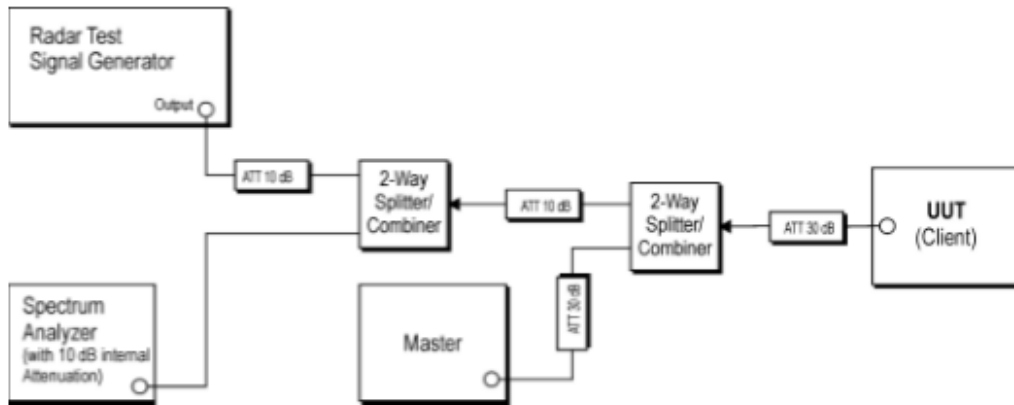 Radar Test
Signal Generator
Output
ATT 10 dB
2-Way
Splitter/
Combiner
ATT 10 dB
2-Way
Splitter/
Combiner
ATT 30 dB
UUT
(Client)
Spectrum
Analyzer
(with 10 dB internal
Attenuation)
Master
ATT 30 dB